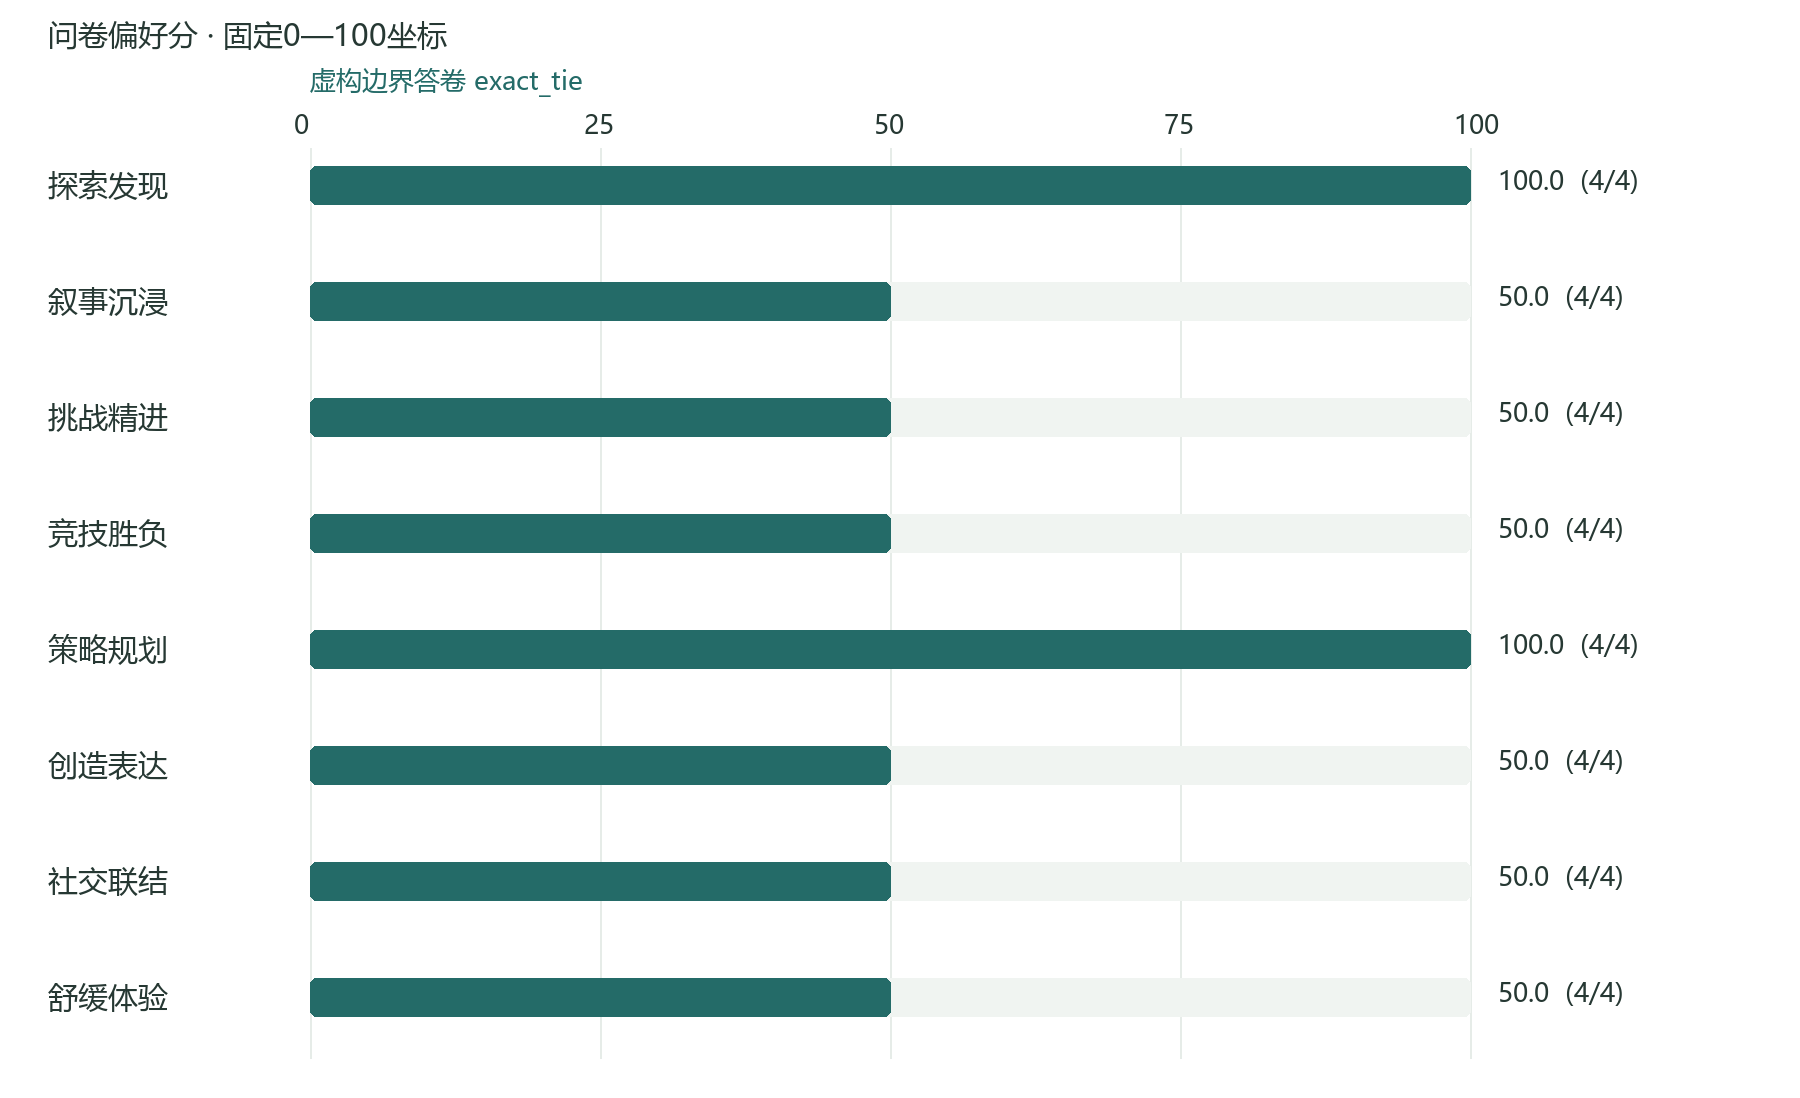 问卷偏好分 · 固定0—100坐标
虚构边界答卷 exact_tie
0 25 50 75 100
探索发现 100.0 (4/4)
叙事沉浸 50.0 (4/4)
挑战精进 50.0 (4/4)
竞技胜负 50.0 (4/4)
策略规划 100.0 (4/4)
创造表达 50.0 (4/4)
社交联结 50.0 (4/4)
舒缓体验 50.0 (4/4)